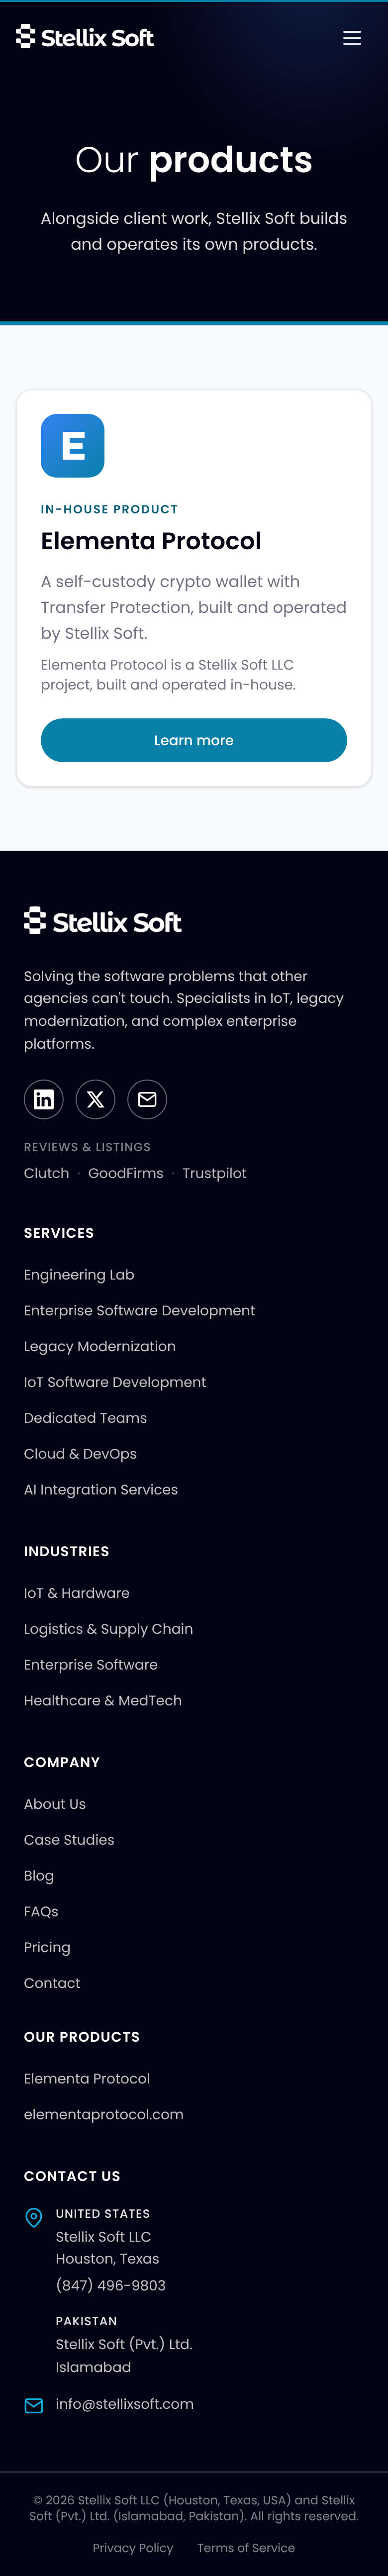 Stellix Soft
Our products
Alongside client work, Stellix Soft builds
and operates its own products.
E
IN-HOUSE PRODUCT
Elementa Protocol
A self-custody crypto wallet with
Transfer Protection, built and operated
by Stellix Soft.
Elementa Protocol is a Stellix Soft LLC
project, built and operated in-house.
Learn more
Stellix Soft
Solving the software problems that other
agencies can't touch. Specialists in IoT, legacy
modernization, and complex enterprise
platforms.
REVIEWS & LISTINGS
Clutch · GoodFirms · Trustpilot
SERVICES
Engineering Lab
Enterprise Software Development
Legacy Modernization
IoT Software Development
Dedicated Teams
Cloud & DevOps
AI Integration Services
INDUSTRIES
IoT & Hardware
Logistics & Supply Chain
Enterprise Software
Healthcare & MedTech
COMPANY
About Us
Case Studies
Blog
FAQs
Pricing
Contact
OUR PRODUCTS
Elementa Protocol
elementaprotocol.com
CONTACT US
UNITED STATES
Stellix Soft LLC
Houston, Texas
(847) 496-9803
PAKISTAN
Stellix Soft (Pvt.) Ltd.
Islamabad
info@stellixsoft.com
© 2026 Stellix Soft LLC (Houston, Texas, USA) and Stellix
Soft (Pvt.) Ltd. (Islamabad, Pakistan). All rights reserved.
Privacy Policy Terms of Service